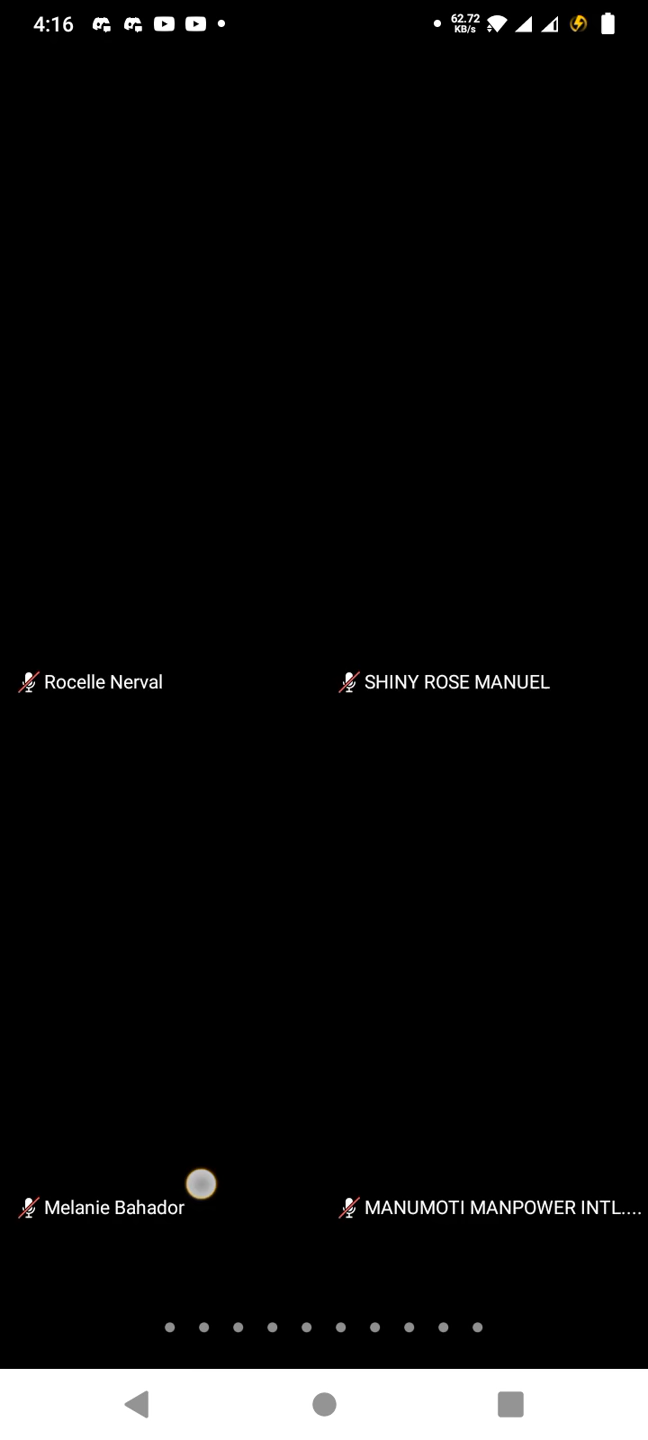 4:16
62.72
KB/s
Rocelle Nerval
SHINY ROSE MANUEL
Melanie Bahador
MANUMOTI MANPOWER INTL....